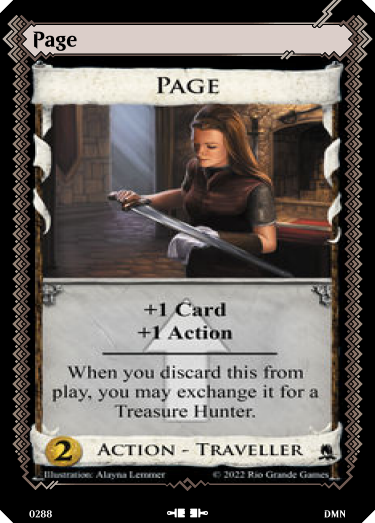 Page
PAGE
+1 Card
+1 Action
When you discard this from
play, you may exchange it for a
Treasure Hunter.
2 ACTION - TRAVELLER
Illustration: Alayna Lemmer © 2022 Rio Grande Games
0288 DMN